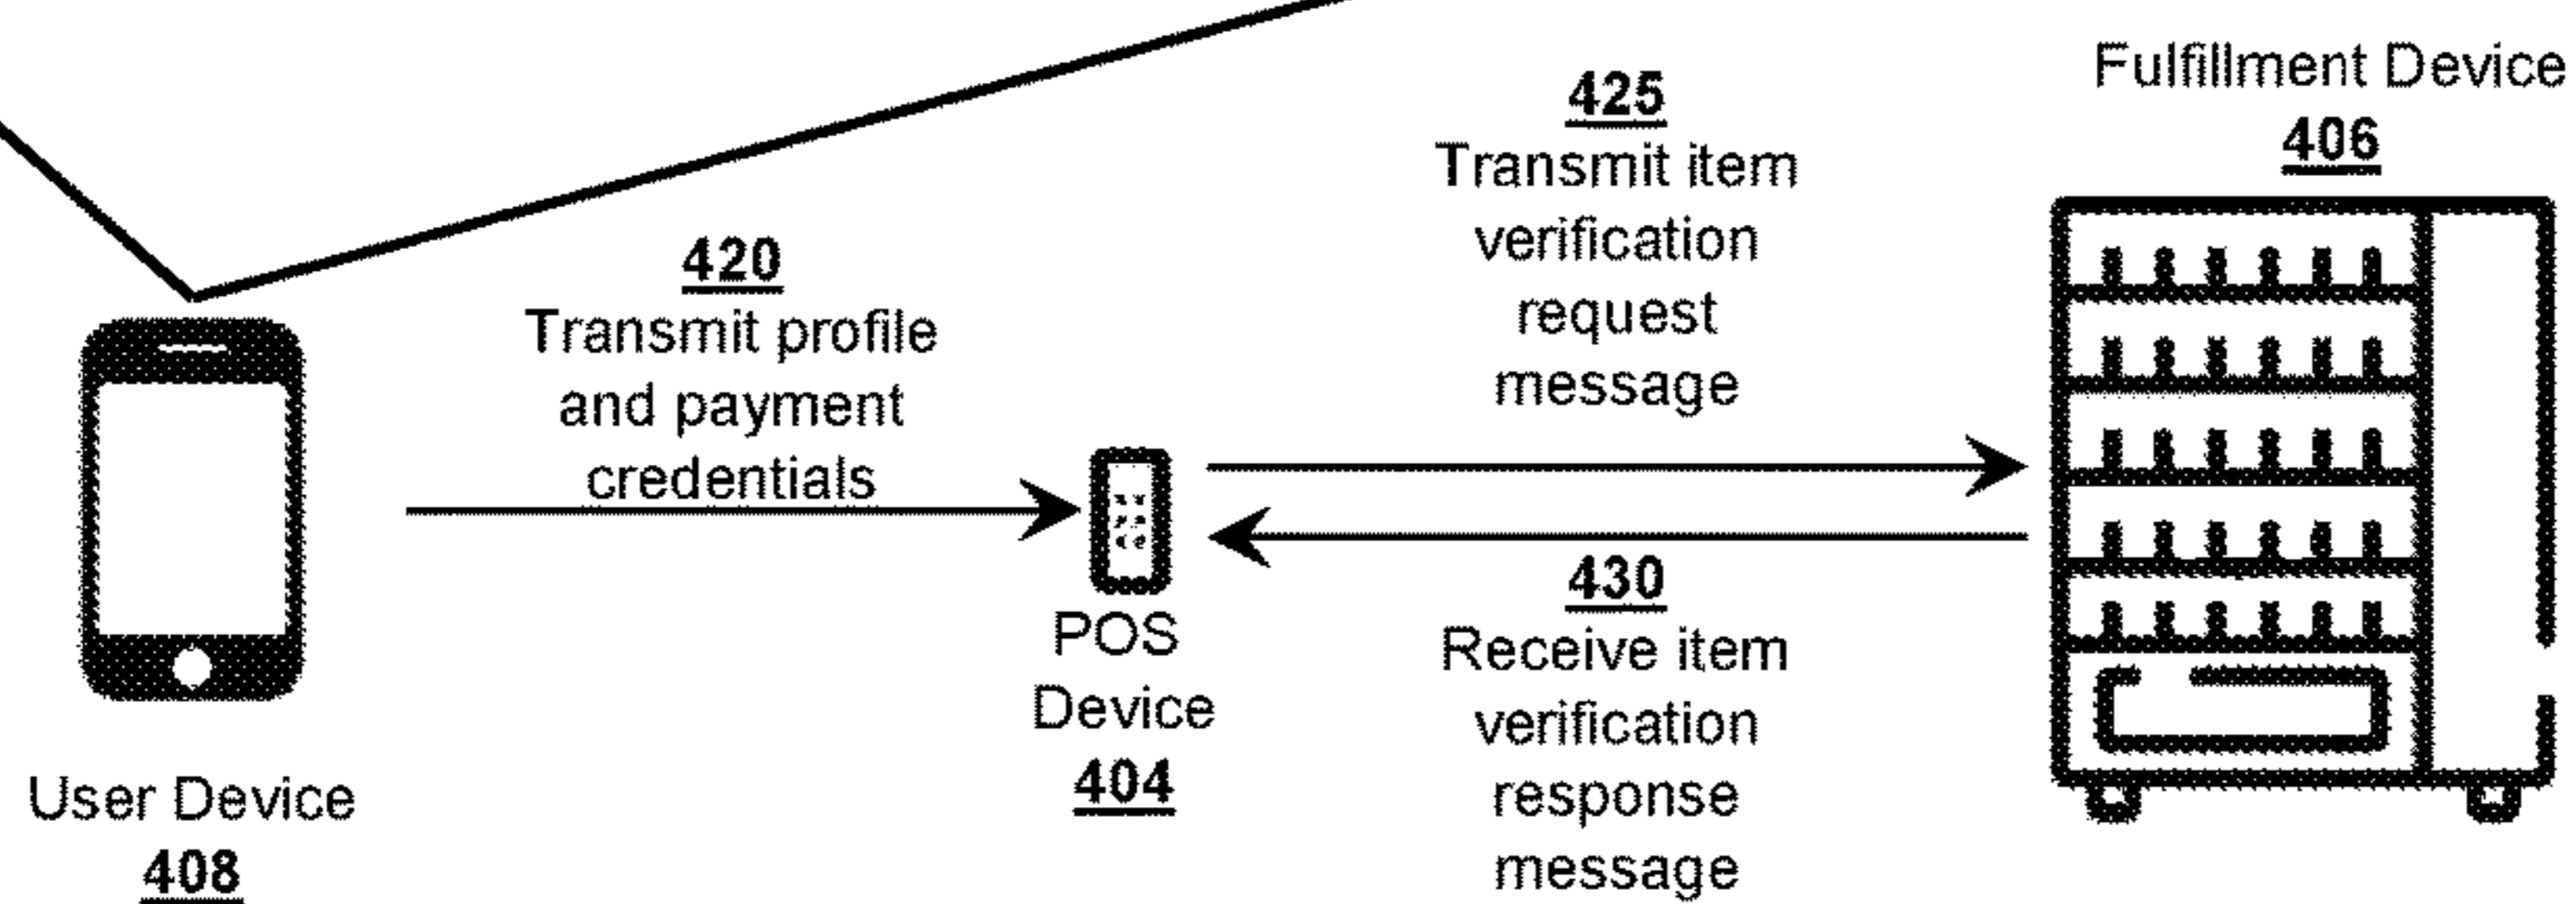 Fulfillment Device
406
425
Transmit item
verification
request
message
420
Transmit profile
and payment
credentials
430
Receive item
verification
response
message
POS
Device
404
User Device
408